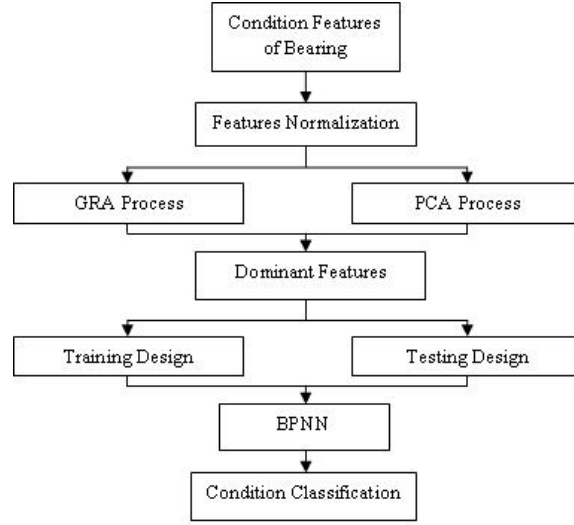 Condition Features
of Bearing
Features Normalization
GRA Process
PCA Process
Dominant Features
Training Design
Testing Design
BPNN
Condition Classification